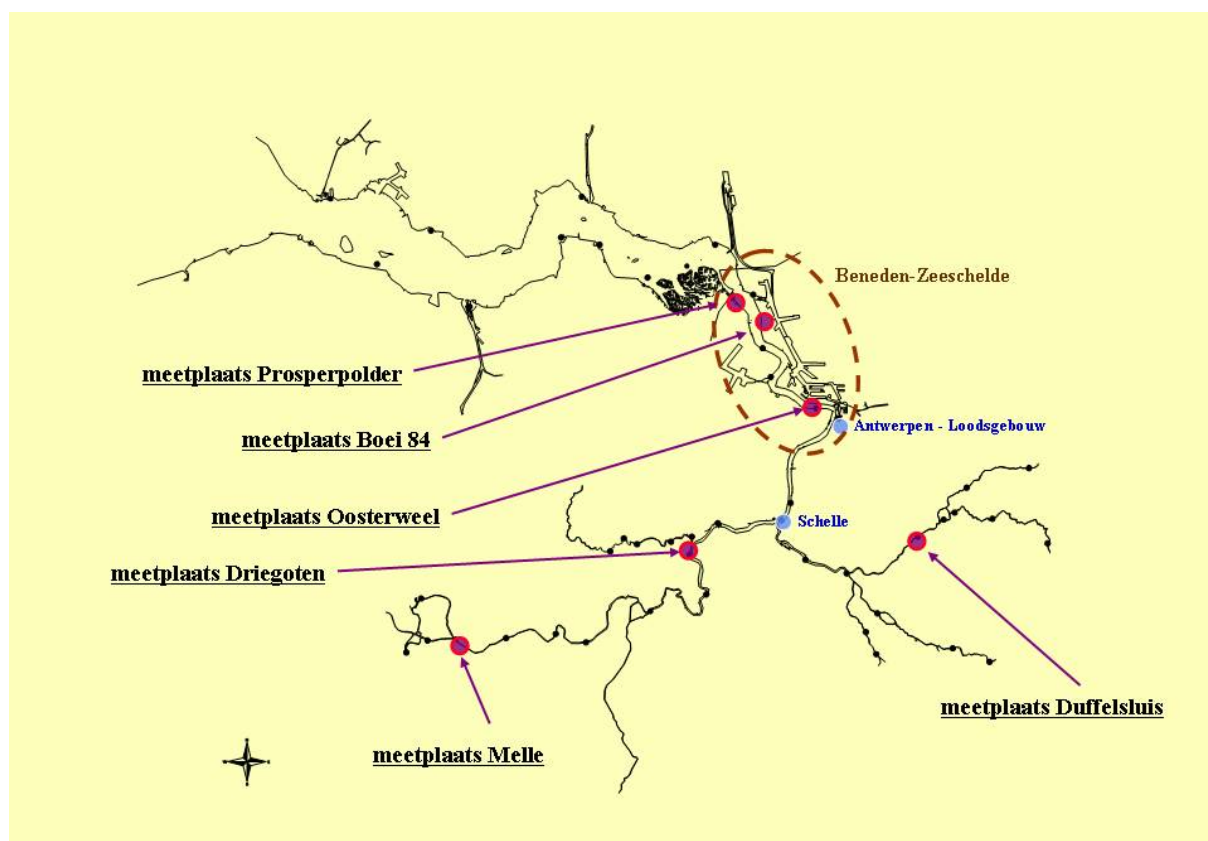 Beneden-Zeeschelde
meetplaats Prosperpolder
Antwerpen - Loodsgebouw
meetplaats Boei 84
meetplaats Oosterweel
Schelle
meetplaats Driegoten
meetplaats Duffelsluis
meetplaats Melle